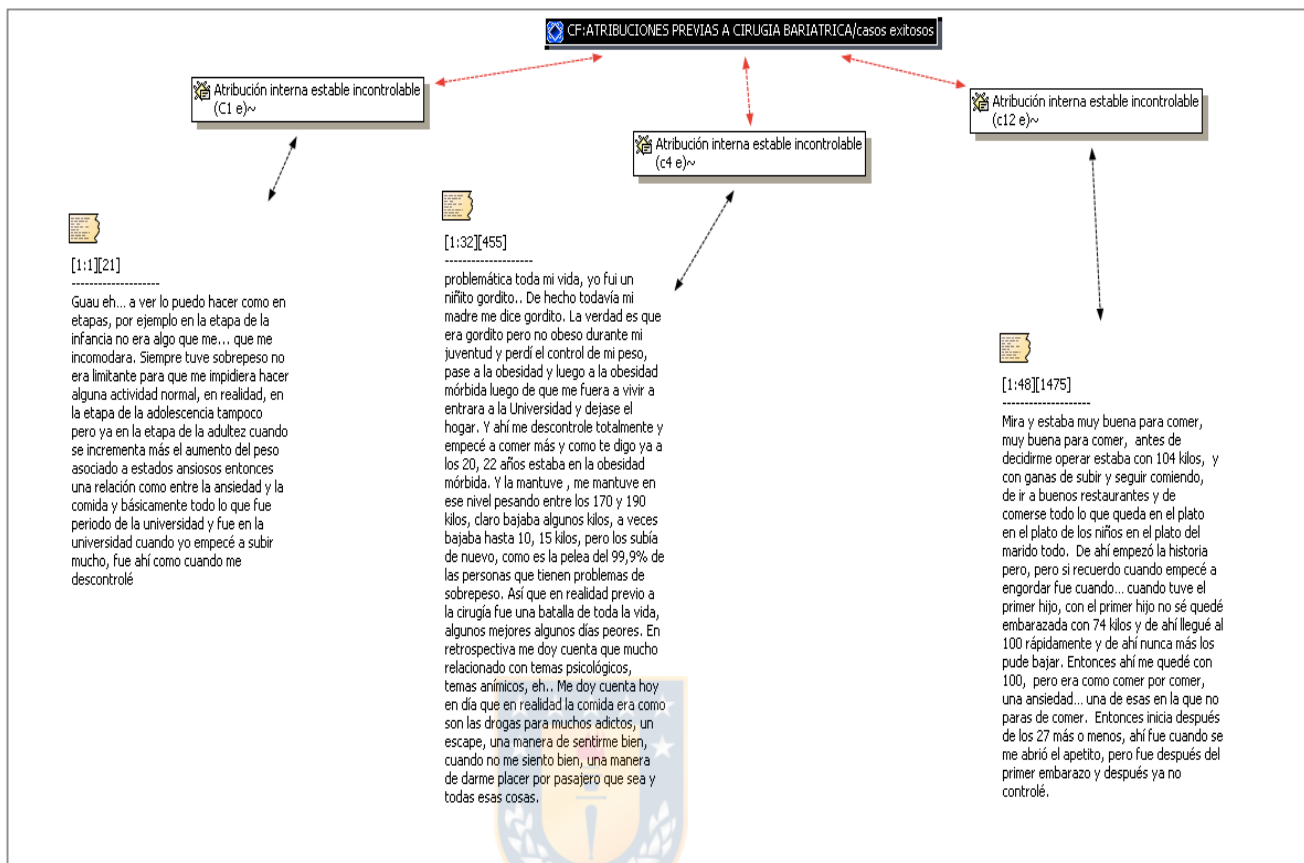 CF:ATRIBUCIONES PREVIAS A CIRUGIA BARIATRICA/casos exitosos
Atribución interna estable incontrolable
(C1 e)~
[1:1][21]
--------------------
Guau eh... a ver lo puedo hacer como en
etapas, por ejemplo en la etapa de la
infancia no era algo que me... que me
incomodara. Siempre tuve sobrepeso no
era limitante para que me impidiera hacer
alguna actividad normal, en realidad, en
la etapa de la adolescencia tampoco
pero ya en la etapa de la adultez cuando
se incrementa más el aumento del peso
asociado a estados ansiosos entonces
una relación como entre la ansiedad y la
comida y básicamente todo lo que fue
periodo de la universidad y fue en la
universidad cuando yo empecé a subir
mucho, fue ahí como cuando me
descontrolé
Atribución interna estable incontrolable
(c4 e)~
[1:32][455]
--------------------
problemática toda mi vida, yo fui un
niñito gordito.. De hecho todavía mi
madre me dice gordito. La verdad es que
era gordito pero no obeso durante mi
juventud y perdí el control de mi peso,
pase a la obesidad y luego a la obesidad
mórbida luego de que me fuera a vivir a
entrara a la Universidad y dejase el
hogar. Y ahí me descontrole totalmente y
empecé a comer más y como te digo ya a
los 20, 22 años estaba en la obesidad
mórbida. Y la mantuve , me mantuve en
ese nivel pesando entre los 170 y 190
kilos, claro bajaba algunos kilos, a veces
bajaba hasta 10, 15 kilos, pero los subía
de nuevo, como es la pelea del 99,9% de
las personas que tienen problemas de
sobrepeso. Así que en realidad previo a
la cirugía fue una batalla de toda la vida,
algunos mejores algunos días peores. En
retrospectiva me doy cuenta que mucho
relacionado con temas psicológicos,
temas anímicos, eh.. Me doy cuenta hoy
en día que en realidad la comida era como
son las drogas para muchos adictos, un
escape, una manera de sentirme bien,
cuando no me siento bien, una manera
de darme placer por pasajero que sea y
todas esas cosas.
Atribución interna estable incontrolable
(c12 e)~
[1:48][1475]
--------------------
Mira y estaba muy buena para comer,
muy buena para comer, antes de
decidirme operar estaba con 104 kilos, y
con ganas de subir y seguir comiendo,
de ir a buenos restaurantes y de
comerse todo lo que queda en el plato
en el plato de los niños en el plato del
marido todo. De ahí empezó la historia
pero, pero si recuerdo cuando empecé a
engordar fue cuando... cuando tuve el
primer hijo, con el primer hijo no sé quedé
embarazada con 74 kilos y de ahí llegué al
100 rápidamente y de ahí nunca más los
pude bajar. Entonces ahí me quedé con
100, pero era como comer por comer,
una ansiedad... una de esas en la que no
paras de comer. Entonces inicia después
de los 27 más o menos, ahí fue cuando se
me abrió el apetito, pero fue después del
primer embarazo y después ya no
controlé.